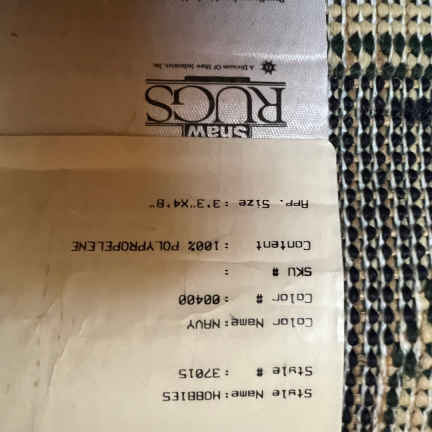 Style Name:HOBBIES
Style # :37015
Color Name:NAVY
Color # :00400
SKU # :
Content :100% POLYPROPELENE
App. Size :3'3"X4'8"
Shaw
RUGS
A Division Of Shaw Industries, Inc.